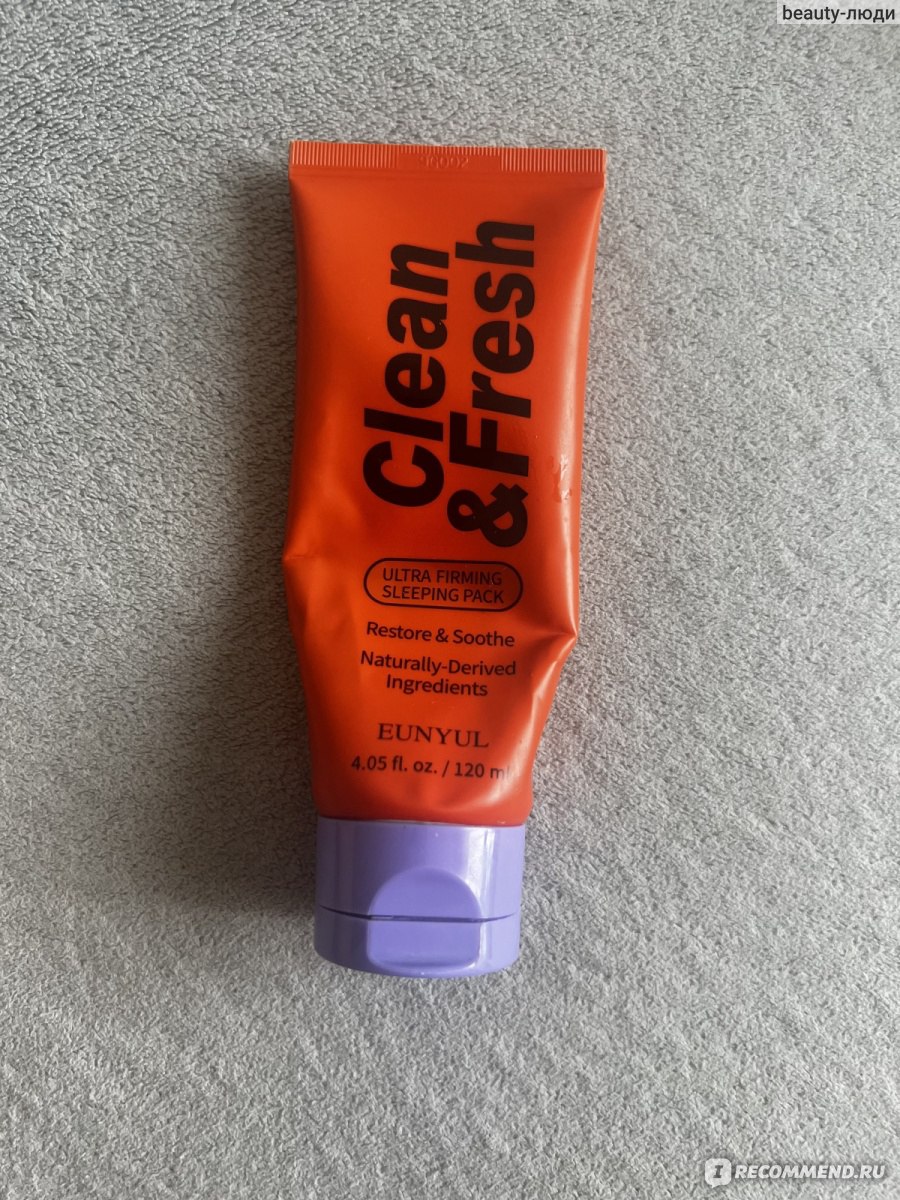 beauty-люди
Clean
&Fresh
ULTRA FIRMING
SLEEPING PACK
Restore & Soothe
Naturally-Derived
Ingredients
EUNYUL
4.05 fl. oz. / 120 ml
IRECOMMEND.RU